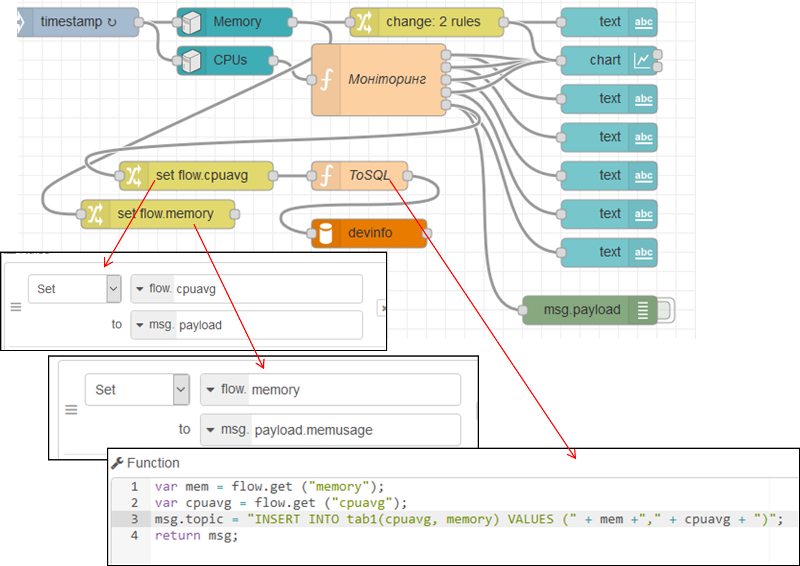 timestamp ↻
Memory
change: 2 rules
text
abc
CPUs
Моніторинг
chart
text
abc
text
abc
set flow.cpuavg
ToSQL
text
abc
set flow.memory
text
abc
devinfo
text
abc
msg.payload
Set
flow. cpuavg
to
msg. payload
Set
flow. memory
to
msg. payload.memusage
Function
1 var mem = flow.get ("memory");
2 var cpuavg = flow.get ("cpuavg");
3 msg.topic = "INSERT INTO tab1(cpuavg, memory) VALUES (" + mem +"," + cpuavg + ")";
4 return msg;